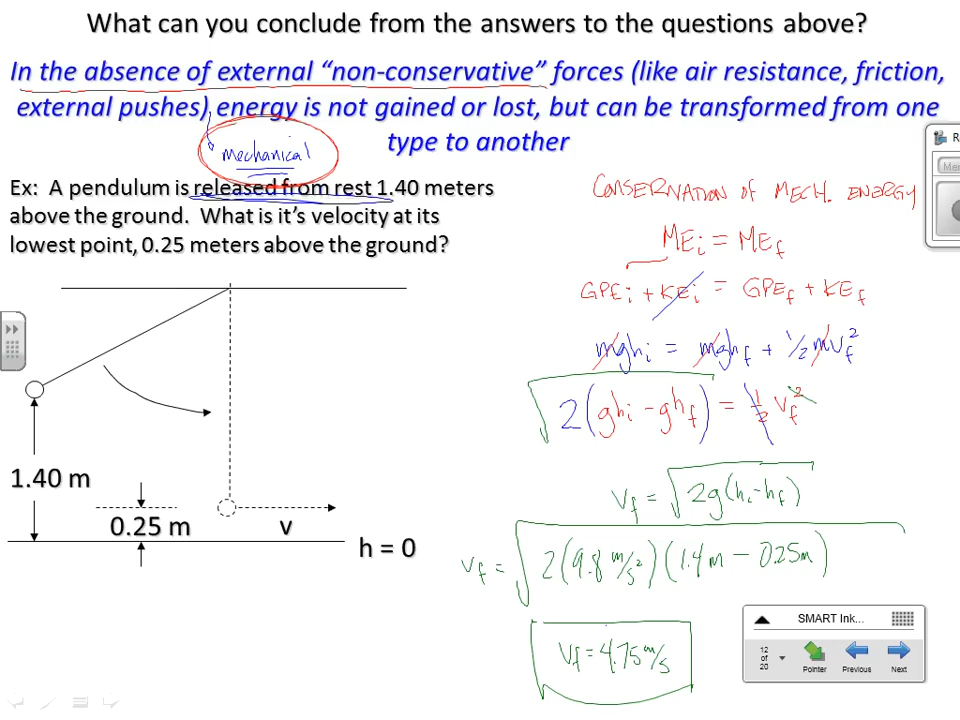 What can you conclude from the answers to the questions above?
In the absence of external “non-conservative” forces (like air resistance, friction,
external pushes) energy is not gained or lost, but can be transformed from one
type to another
mechanical
Ex: A pendulum is released from rest 1.40 meters
above the ground. What is it’s velocity at its
lowest point, 0.25 meters above the ground?
CONSERVATION OF MECH. ENERGY
MEi = MEf
GPEi + KEi = GPEf + KEf
mghi = mghf + 1/2 mvf²
2(ghi - ghf) = 1/2 vf²
vf = √2g(hi-hf)
vf = √2(9.8 m/s²)(1.4m - 0.25m)
vf = 4.75 m/s
1.40 m
0.25 m
v
h = 0
SMART Ink...
12
of
20
Pointer
Previous
Next